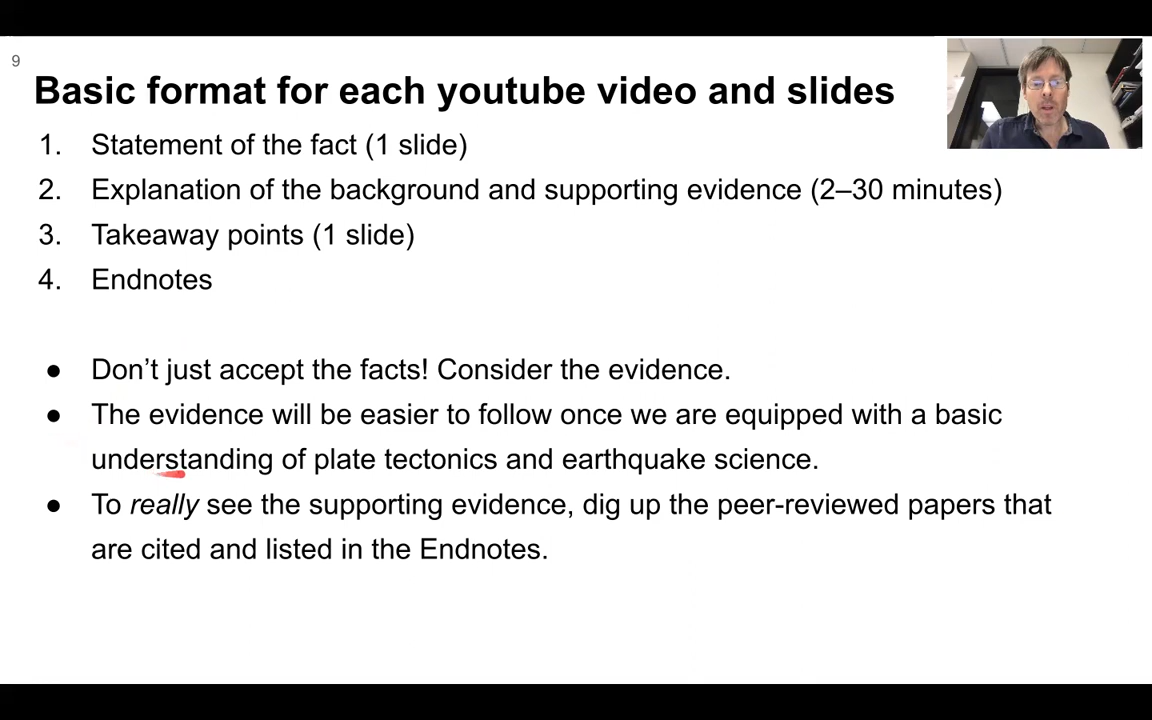 9
Basic format for each youtube video and slides
1. Statement of the fact (1 slide)
2. Explanation of the background and supporting evidence (2–30 minutes)
3. Takeaway points (1 slide)
4. Endnotes
● Don’t just accept the facts! Consider the evidence.
● The evidence will be easier to follow once we are equipped with a basic
understanding of plate tectonics and earthquake science.
● To really see the supporting evidence, dig up the peer-reviewed papers that
are cited and listed in the Endnotes.